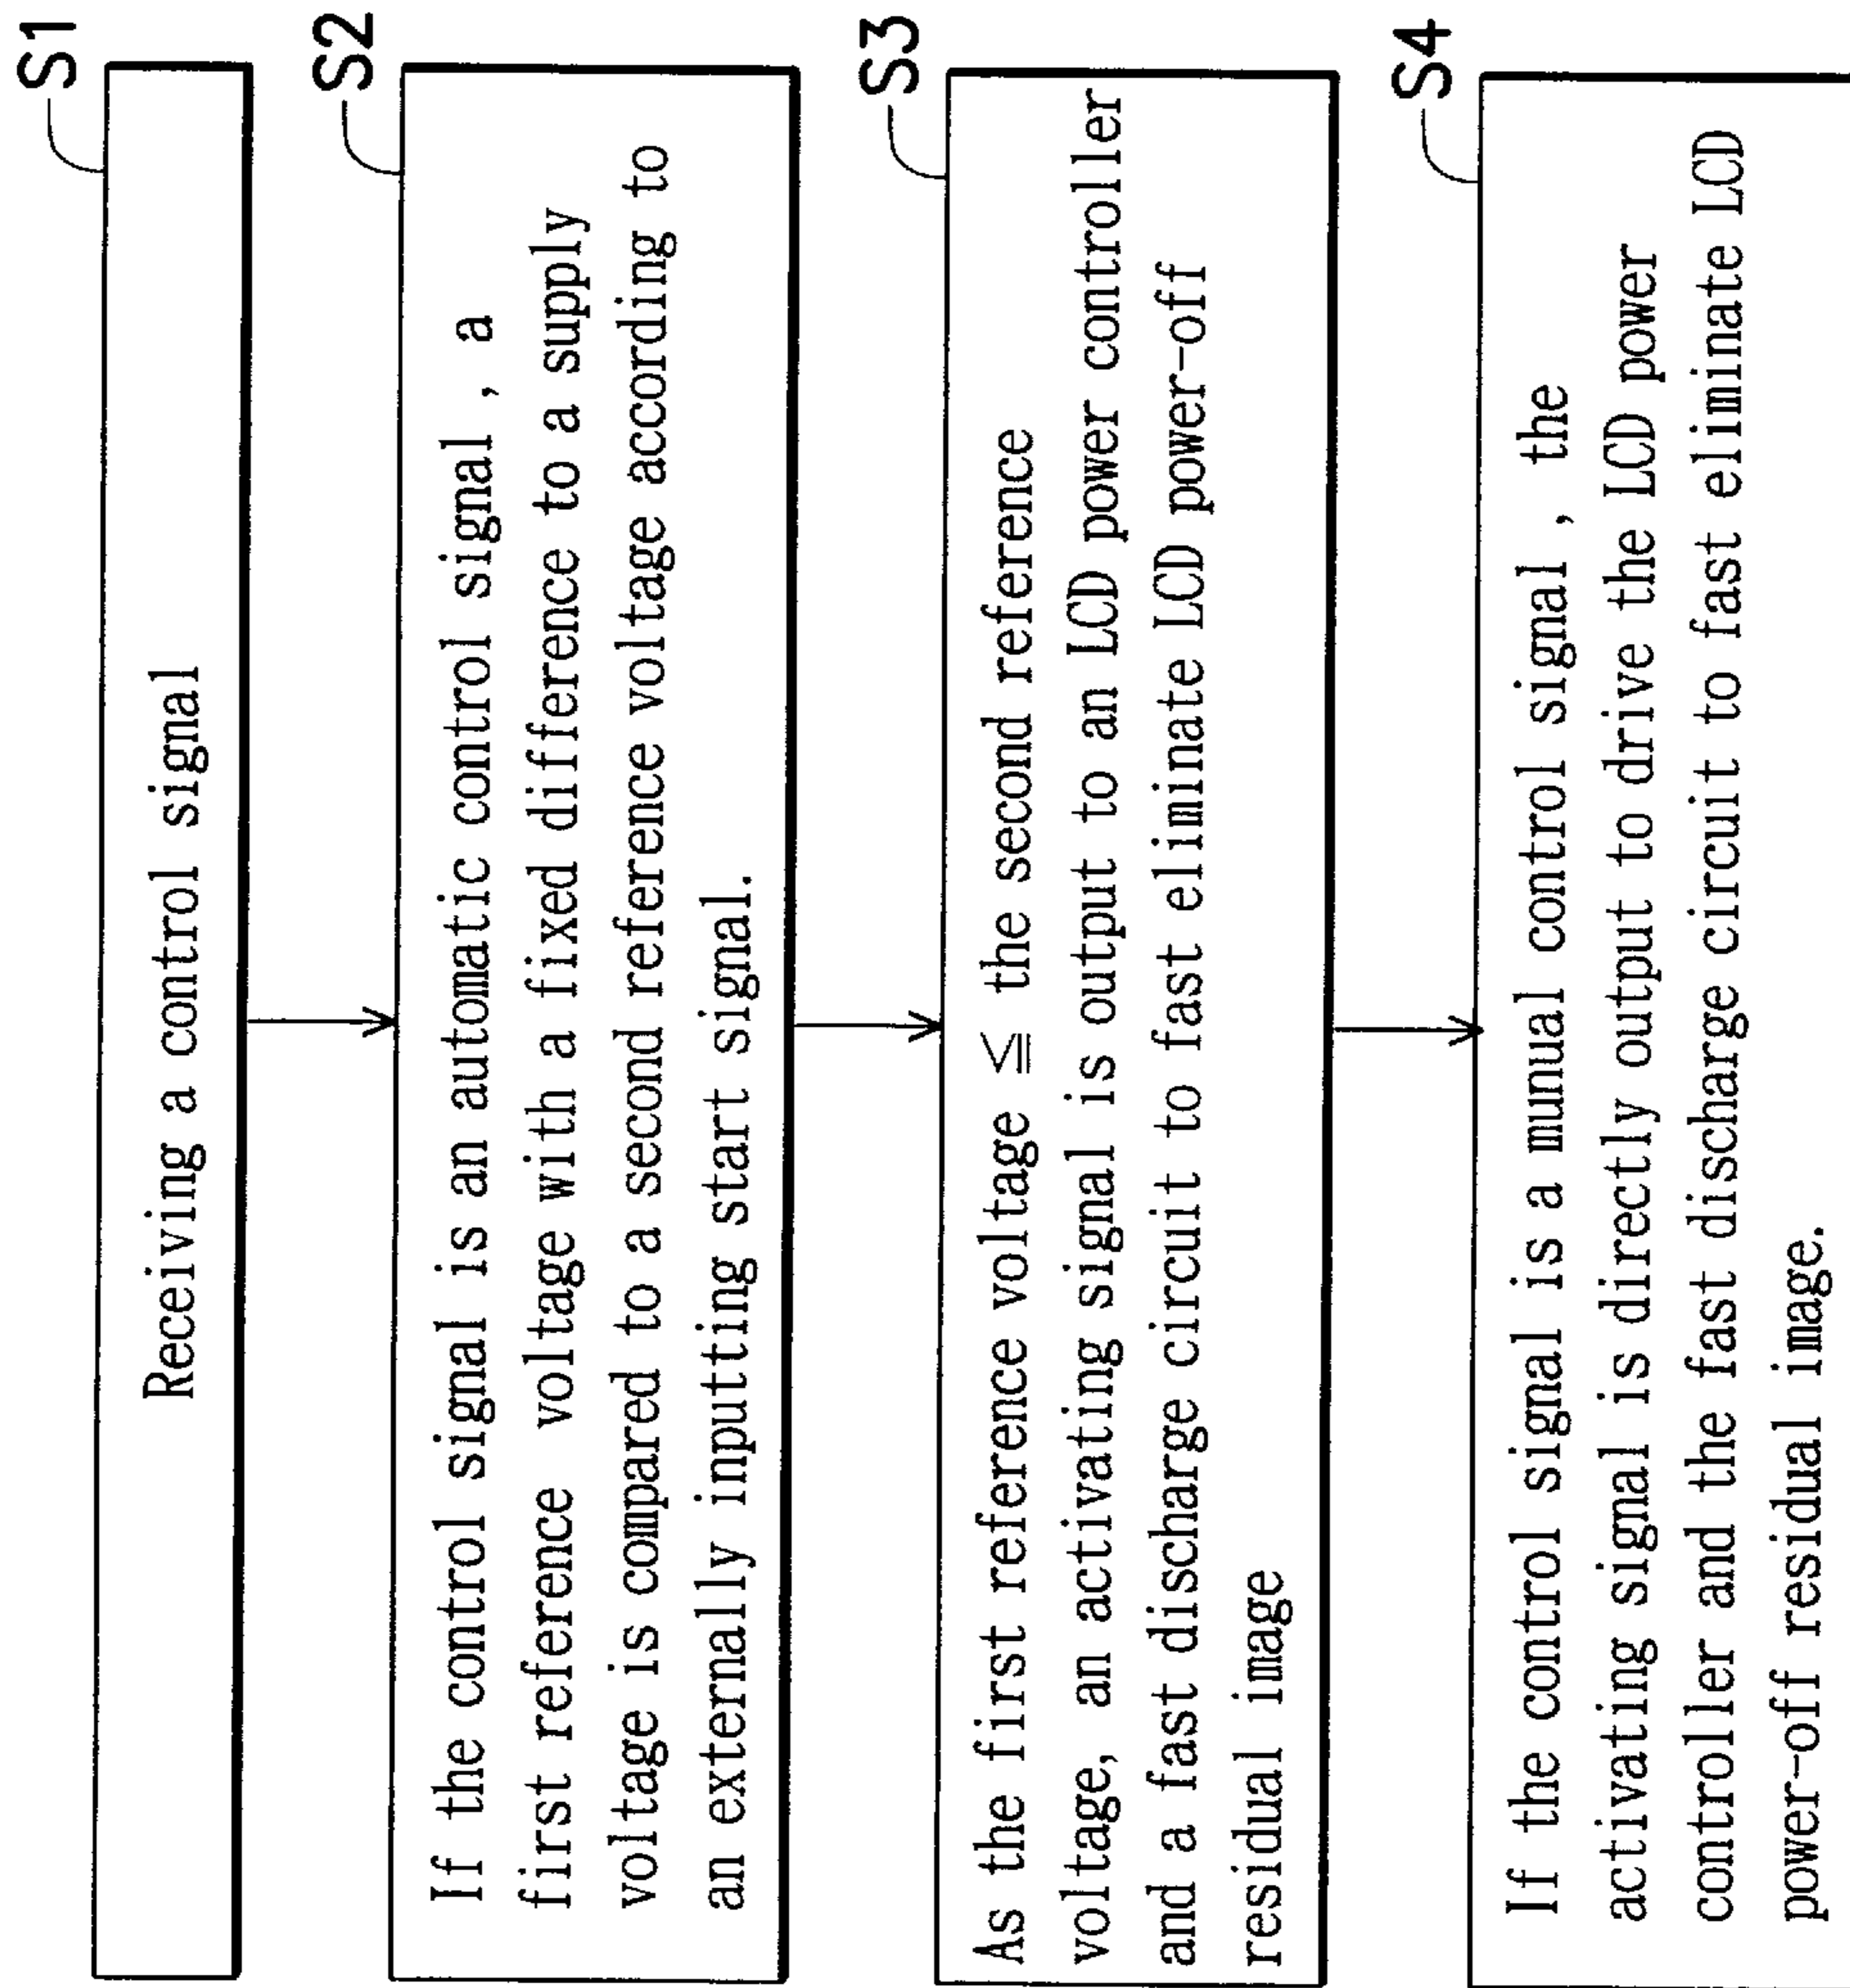 S1
Receiving a control signal
S2
If the control signal is an automatic control signal, a
first reference voltage with a fixed difference to a supply
voltage is compared to a second reference voltage according to
an externally inputting start signal.
S3
As the first reference voltage ≦ the second reference
voltage, an activating signal is output to an LCD power controller
and a fast discharge circuit to fast eliminate LCD power-off
residual image
S4
If the control signal is a munual control signal, the
activating signal is directly output to drive the LCD power
controller and the fast discharge circuit to fast eliminate LCD
power-off residual image.